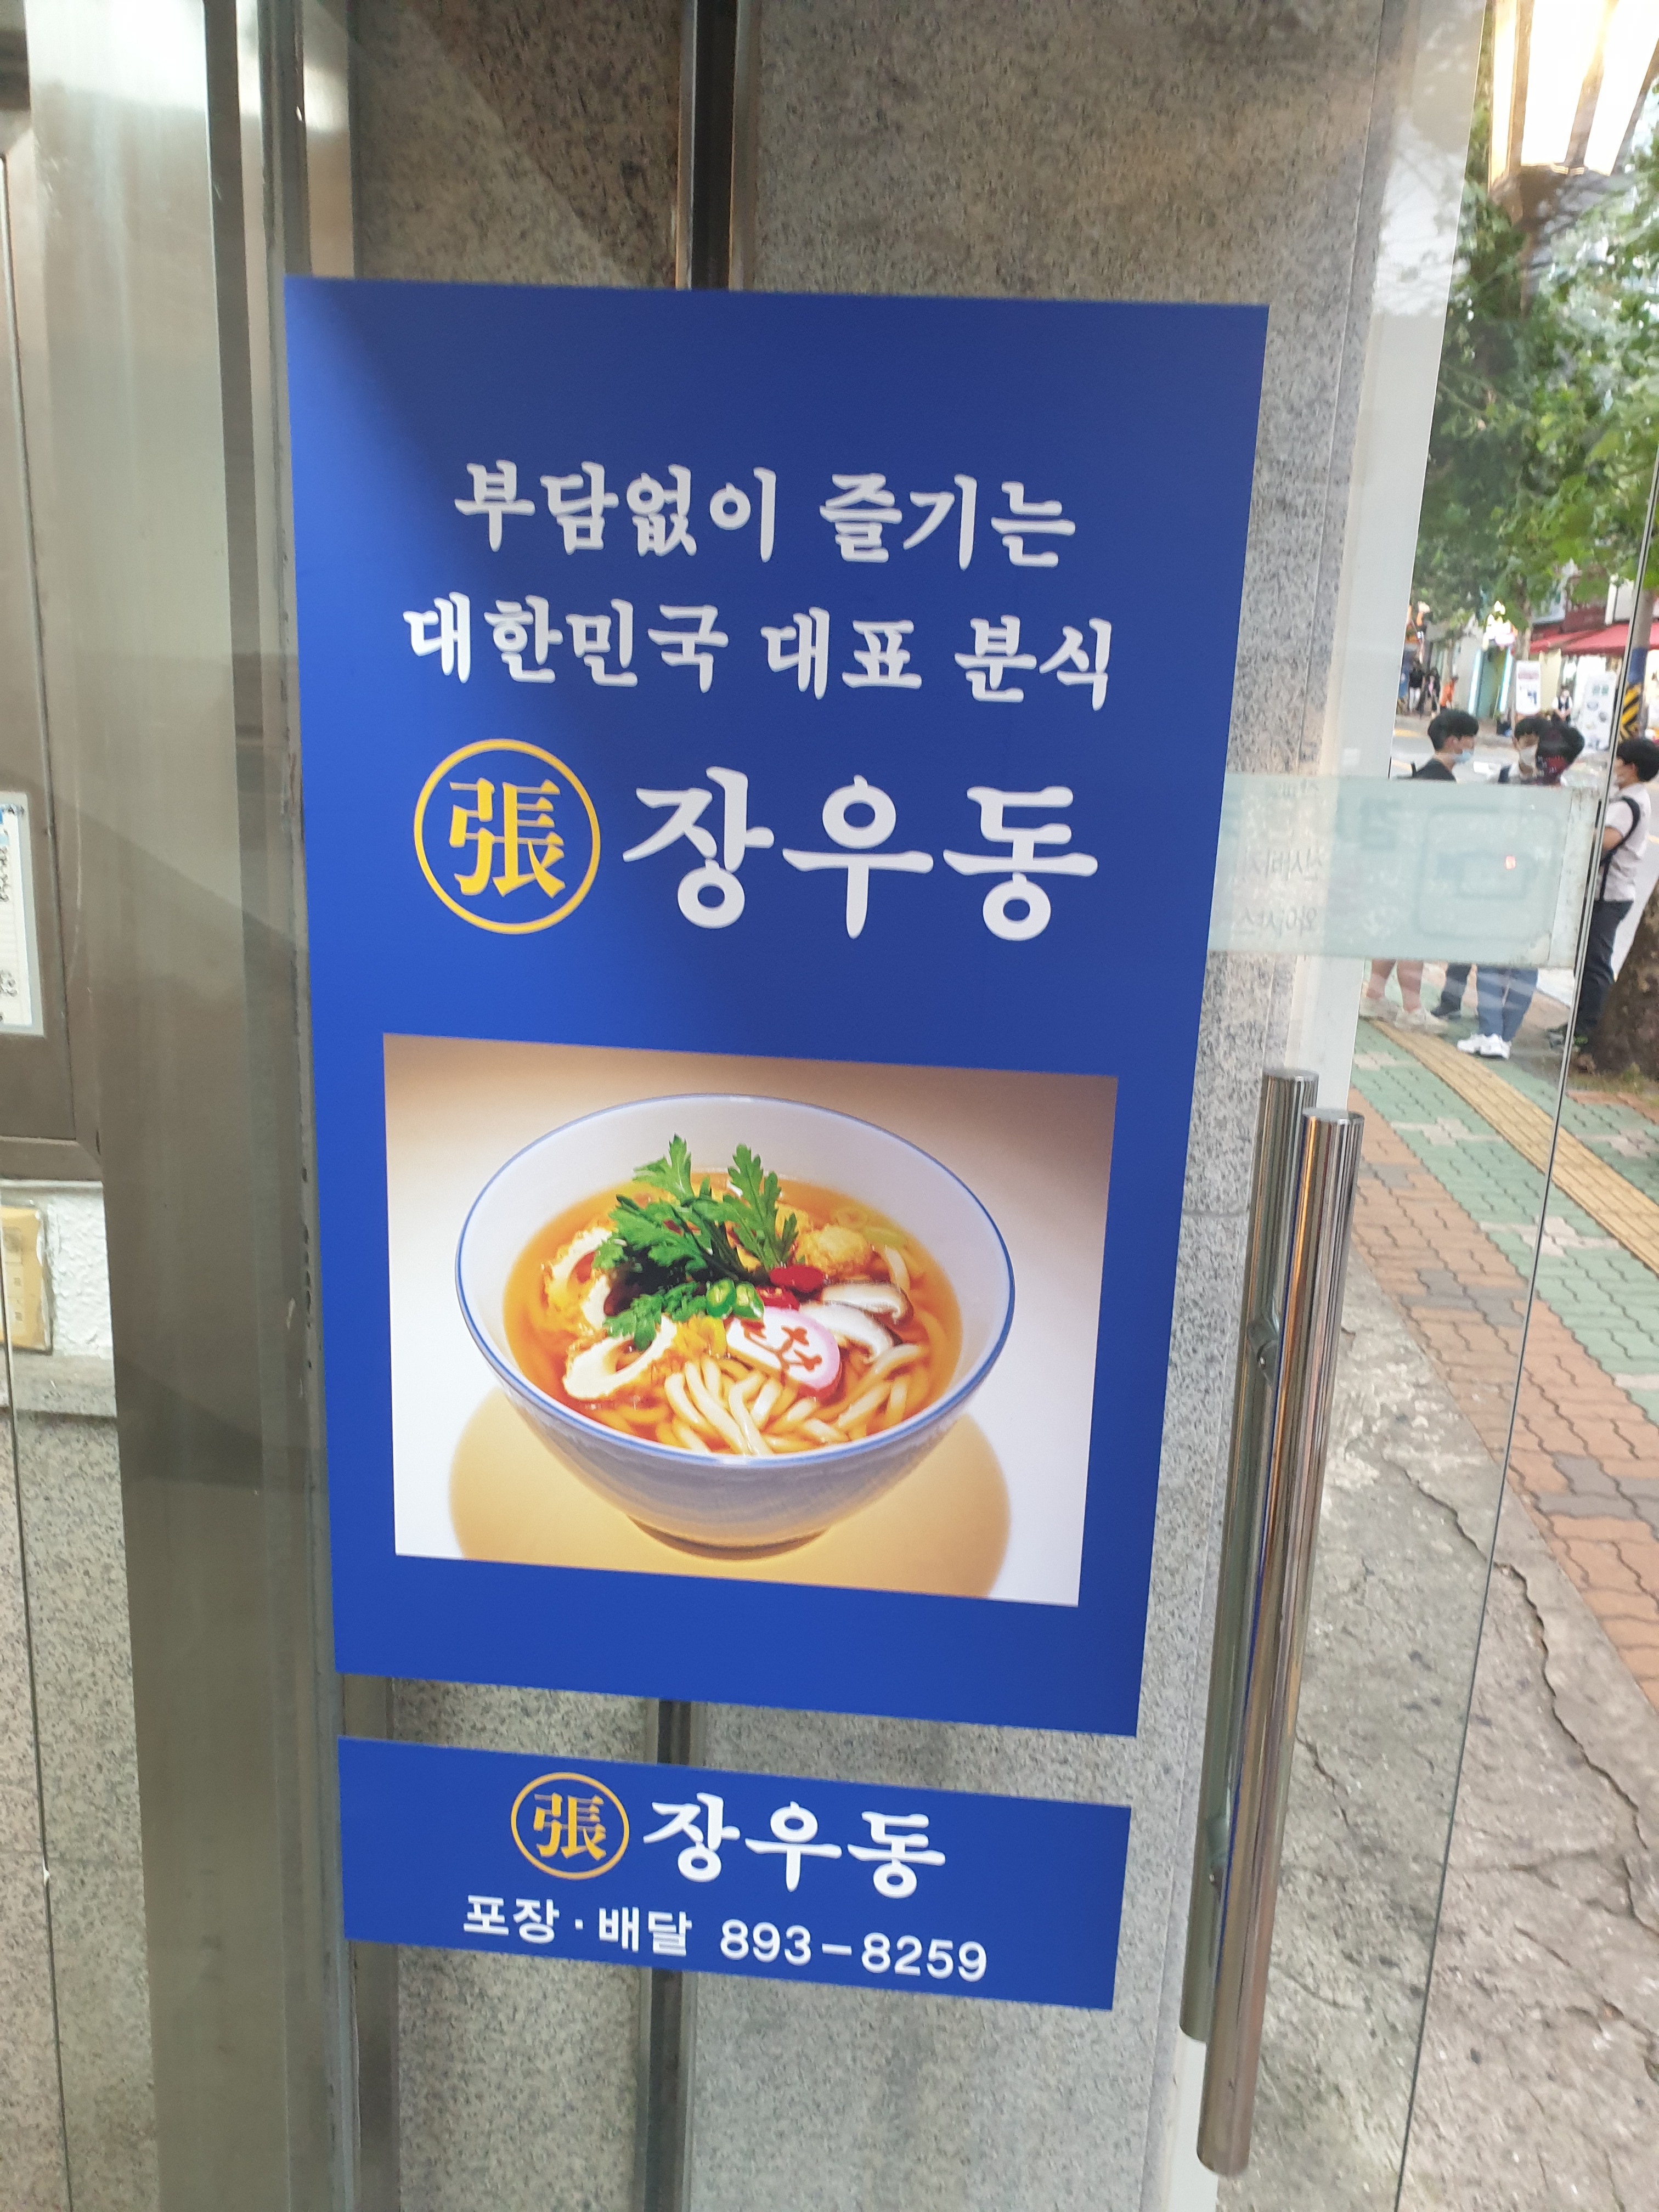 부담없이 즐기는
대한민국 대표 분식
張 장우동
張 장우동
포장·배달 893-8259